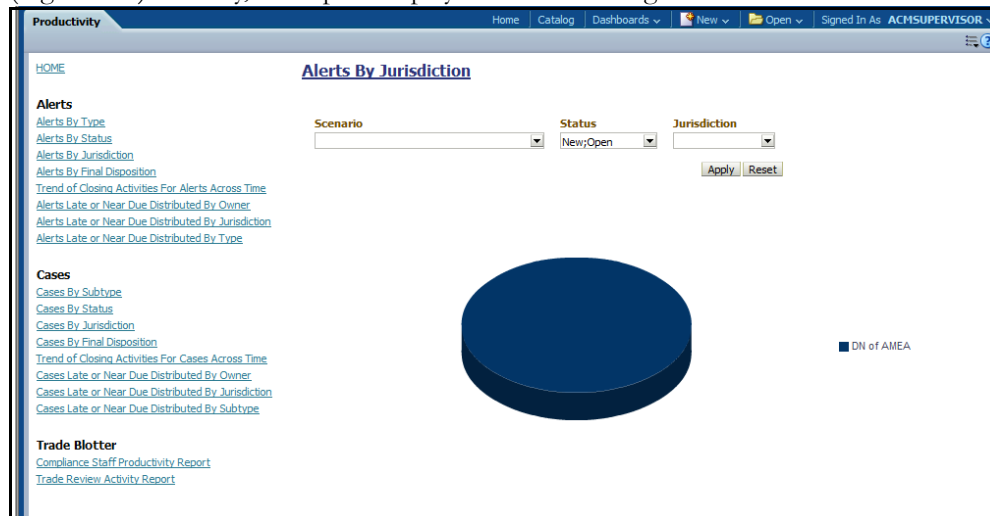 Productivity
Home Catalog Dashboards New Open Signed In As ACMSUPERVISOR
HOME
Alerts
Alerts By Type
Alerts By Status
Alerts By Jurisdiction
Alerts By Final Disposition
Trend of Closing Activities For Alerts Across Time
Alerts Late or Near Due Distributed By Owner
Alerts Late or Near Due Distributed By Jurisdiction
Alerts Late or Near Due Distributed By Type
Cases
Cases By Subtype
Cases By Status
Cases By Jurisdiction
Cases By Final Disposition
Trend of Closing Activities For Cases Across Time
Cases Late or Near Due Distributed By Owner
Cases Late or Near Due Distributed By Jurisdiction
Cases Late or Near Due Distributed By Subtype
Trade Blotter
Compliance Staff Productivity Report
Trade Review Activity Report
Alerts By Jurisdiction
Scenario Status Jurisdiction
New;Open
Apply Reset
DN of AMEA